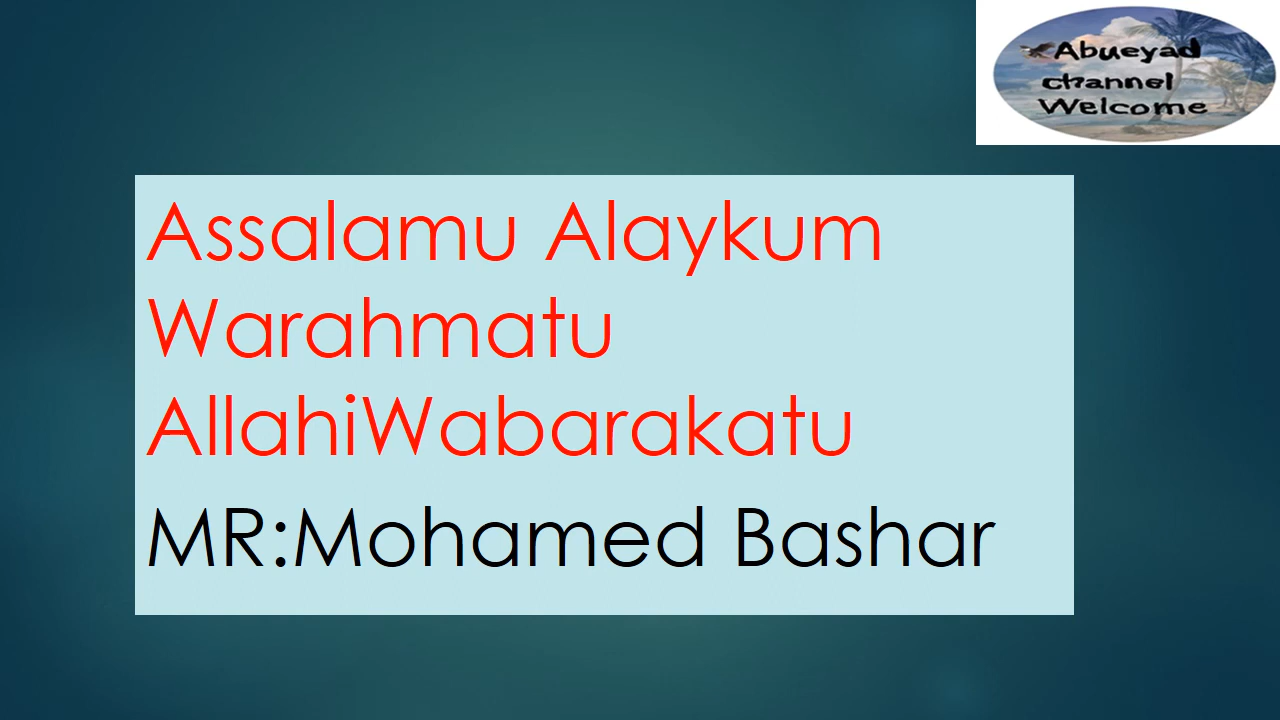 Abueyad
channel
Welcome
Assalamu Alaykum
Warahmatu
AllahiWabarakatu
MR:Mohamed Bashar